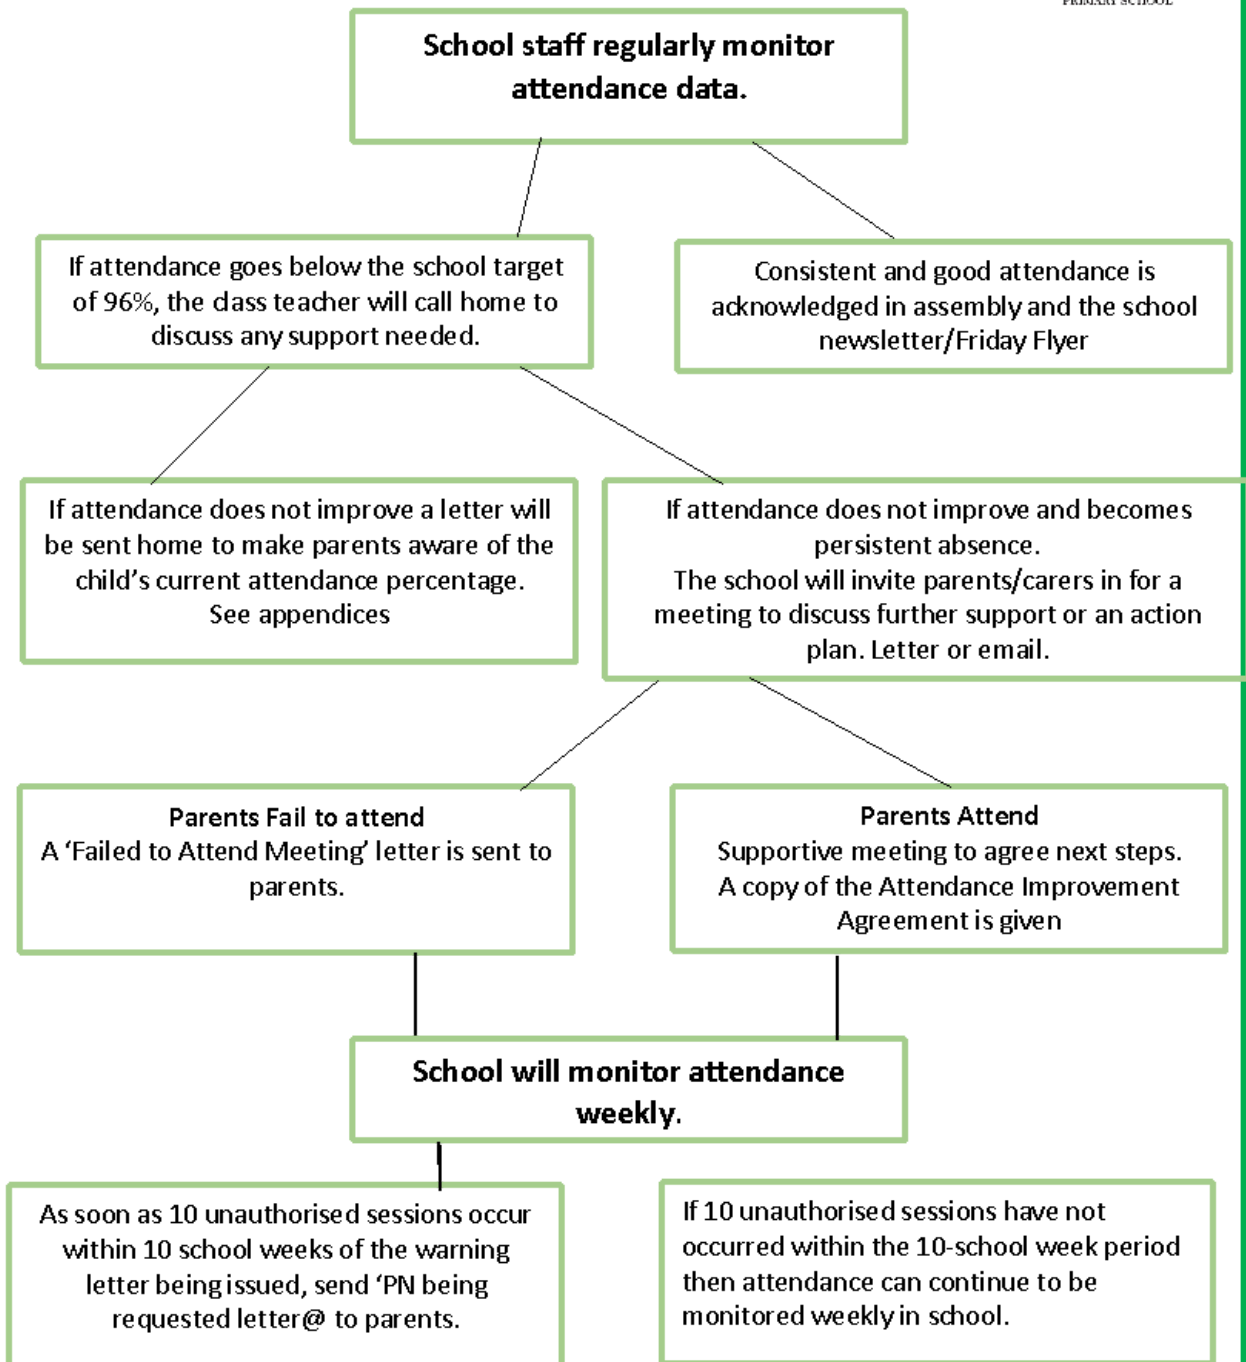 PRIMARY SCHOOL
School staff regularly monitor
attendance data.
If attendance goes below the school target
of 96%, the class teacher will call home to
discuss any support needed.
Consistent and good attendance is
acknowledged in assembly and the school
newsletter/Friday Flyer
If attendance does not improve a letter will
be sent home to make parents aware of the
child’s current attendance percentage.
See appendices
If attendance does not improve and becomes
persistent absence.
The school will invite parents/carers in for a
meeting to discuss further support or an action
plan. Letter or email.
Parents Fail to attend
A ‘Failed to Attend Meeting’ letter is sent to
parents.
Parents Attend
Supportive meeting to agree next steps.
A copy of the Attendance Improvement
Agreement is given
School will monitor attendance
weekly.
As soon as 10 unauthorised sessions occur
within 10 school weeks of the warning
letter being issued, send ‘PN being
requested letter@ to parents.
If 10 unauthorised sessions have not
occurred within the 10-school week period
then attendance can continue to be
monitored weekly in school.